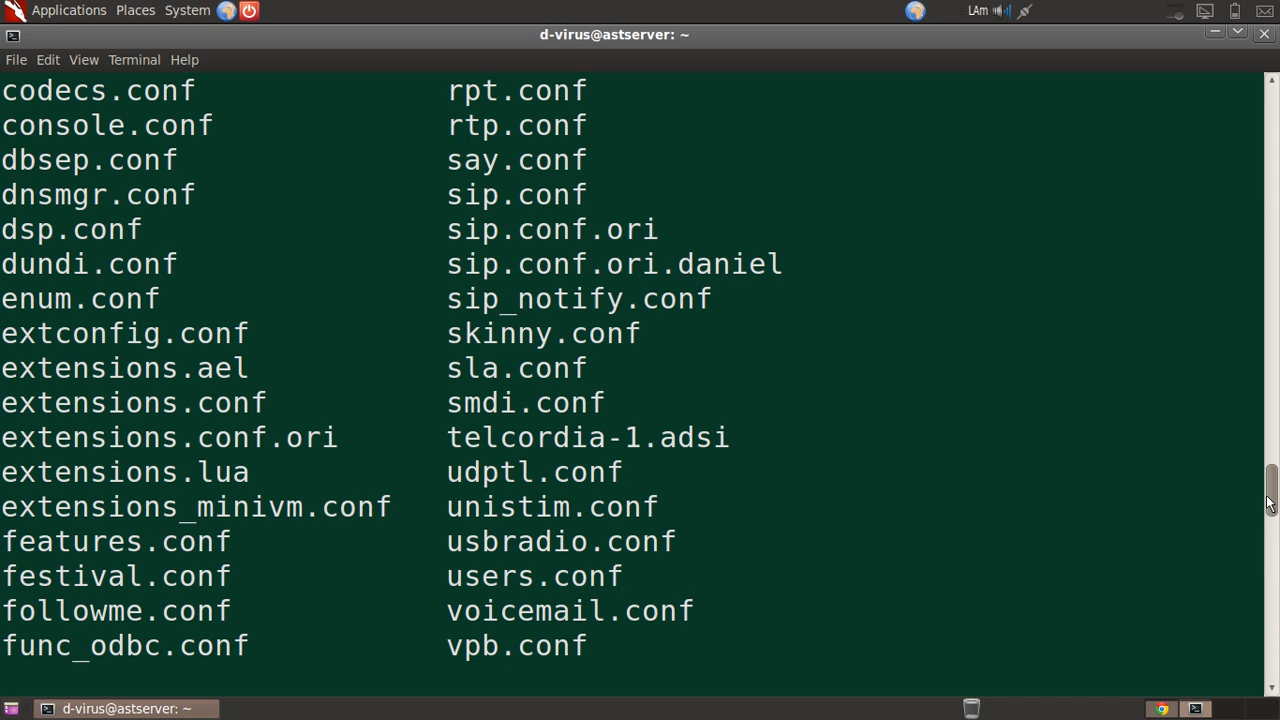 Applications Places System LAm
d-virus@astserver: ~
File Edit View Terminal Help
codecs.conf rpt.conf
console.conf rtp.conf
dbsep.conf say.conf
dnsmgr.conf sip.conf
dsp.conf sip.conf.ori
dundi.conf sip.conf.ori.daniel
enum.conf sip_notify.conf
extconfig.conf skinny.conf
extensions.ael sla.conf
extensions.conf smdi.conf
extensions.conf.ori telcordia-1.adsi
extensions.lua udptl.conf
extensions_minivm.conf unistim.conf
features.conf usbradio.conf
festival.conf users.conf
followme.conf voicemail.conf
func_odbc.conf vpb.conf
d-virus@astserver: ~